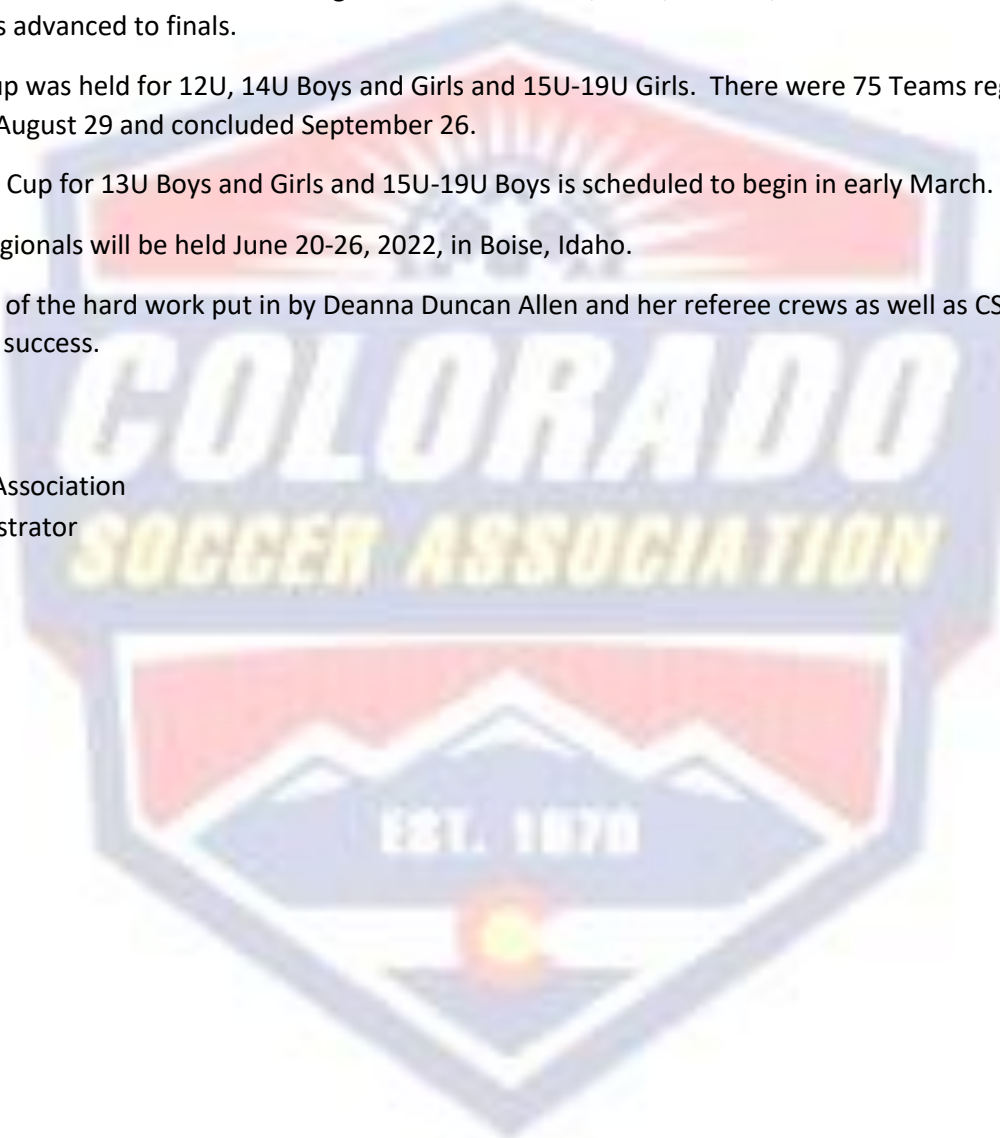 s advanced to finals.
up was held for 12U, 14U Boys and Girls and 15U-19U Girls.  There were 75 Teams reg
August 29 and concluded September 26.
Cup for 13U Boys and Girls and 15U-19U Boys is scheduled to begin in early March.
egionals will be held June 20-26, 2022, in Boise, Idaho.
of the hard work put in by Deanna Duncan Allen and her referee crews as well as CS
success.
COLORADO
Association
strator
SOCCER ASSOCIATION
EST. 1978